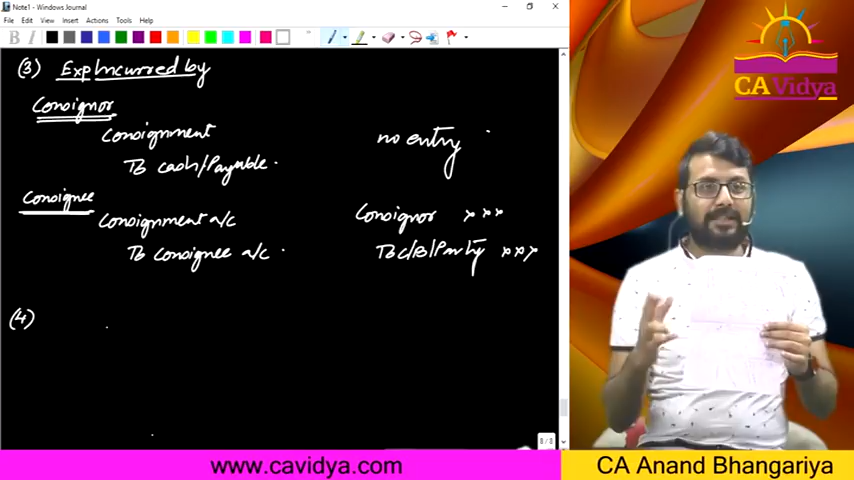 Note1 - Windows Journal
File Edit View Insert Actions Tools Help
B I
CA Vidya
(3) Exp Incurred by
Consignor
Consignment
To cash/Payable.
no entry
Consignee
Consignment a/c
To consignee a/c.
Consignor xxx
To C/B/Party xxx
(4)
8 / 8
www.cavidya.com
CA Anand Bhangariya